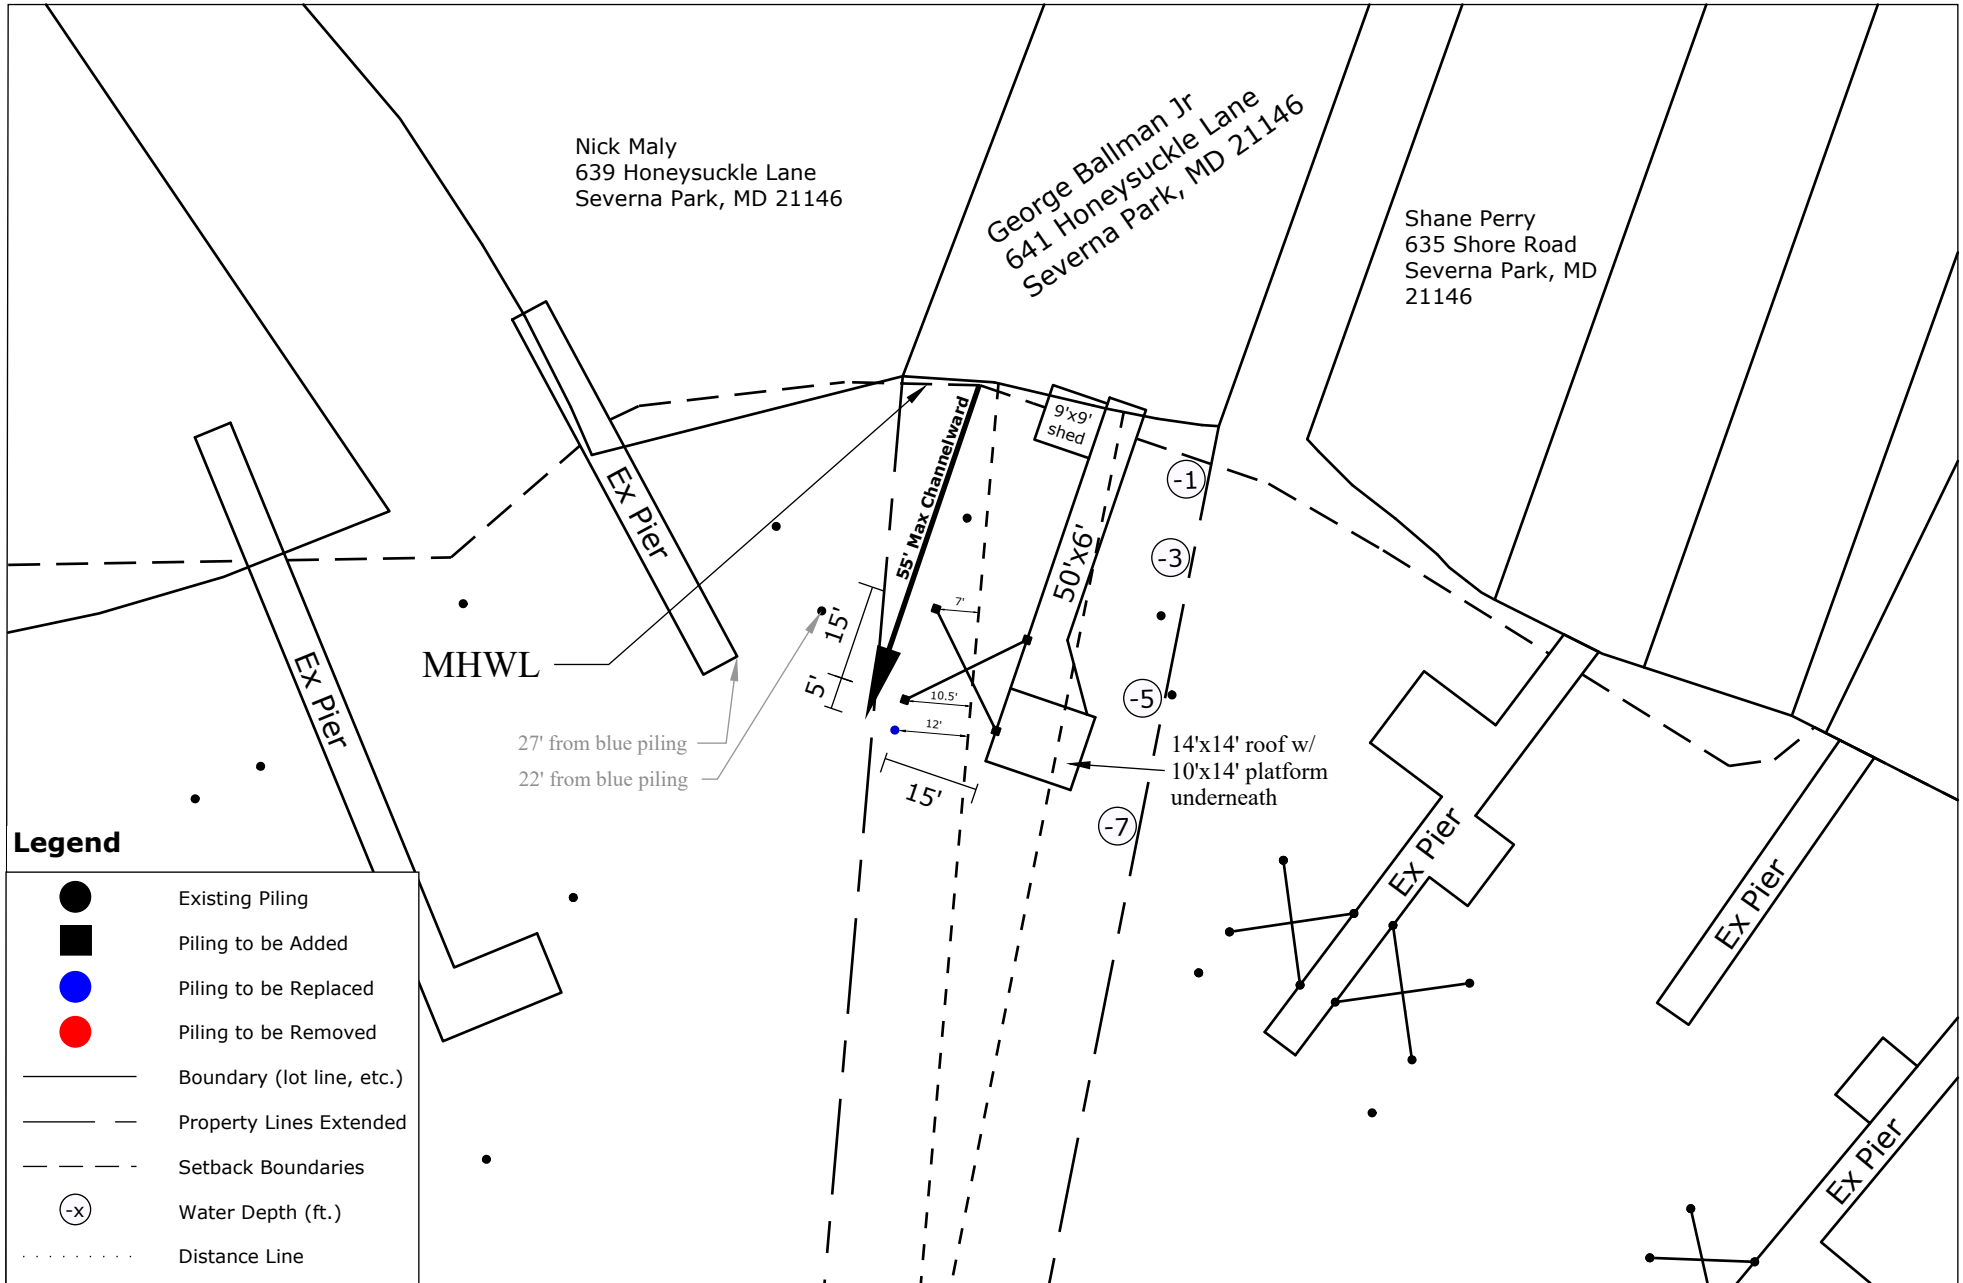 Nick Maly
639 Honeysuckle Lane
Severna Park, MD 21146
George Ballman Jr
641 Honeysuckle Lane
Severna Park, MD 21146
Shane Perry
635 Shore Road
Severna Park, MD
21146
9'x9'
shed
55' Max Channelward
50'x6'
-1
-3
-5
-7
Ex Pier
Ex Pier
MHWL
15'
5'
7'
10.5'
12'
15'
27' from blue piling
22' from blue piling
14'x14' roof w/
10'x14' platform
underneath
Ex Pier
Ex Pier
Ex Pier
Legend
Existing Piling
Piling to be Added
Piling to be Replaced
Piling to be Removed
Boundary (lot line, etc.)
Property Lines Extended
Setback Boundaries
-x Water Depth (ft.)
Distance Line